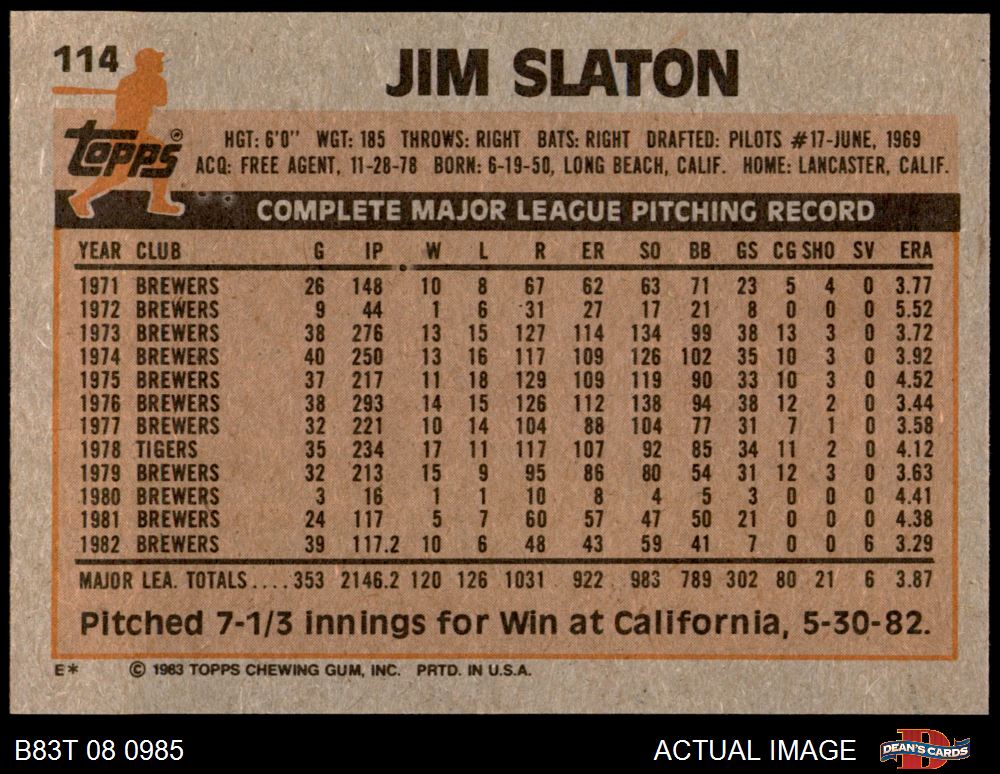 114
JIM SLATON
topps®
HGT: 6'0" WGT: 185 THROWS: RIGHT BATS: RIGHT DRAFTED: PILOTS #17-JUNE, 1969
ACQ: FREE AGENT, 11-28-78 BORN: 6-19-50, LONG BEACH, CALIF. HOME: LANCASTER, CALIF.
COMPLETE MAJOR LEAGUE PITCHING RECORD
YEAR CLUB G IP W L R ER SO BB GS CG SHO SV ERA
1971 BREWERS 26 148 10 8 67 62 63 71 23 5 4 0 3.77
1972 BREWERS 9 44 1 6 31 27 17 21 8 0 0 0 5.52
1973 BREWERS 38 276 13 15 127 114 134 99 38 13 3 0 3.72
1974 BREWERS 40 250 13 16 117 109 126 102 35 10 3 0 3.92
1975 BREWERS 37 217 11 18 129 109 119 90 33 10 3 0 4.52
1976 BREWERS 38 293 14 15 126 112 138 94 38 12 2 0 3.44
1977 BREWERS 32 221 10 14 104 88 104 77 31 7 1 0 3.58
1978 TIGERS 35 234 17 11 117 107 92 85 34 11 2 0 4.12
1979 BREWERS 32 213 15 9 95 86 80 54 31 12 3 0 3.63
1980 BREWERS 3 16 1 1 10 8 4 5 3 0 0 0 4.41
1981 BREWERS 24 117 5 7 60 57 47 50 21 0 0 0 4.38
1982 BREWERS 39 117.2 10 6 48 43 59 41 7 0 0 6 3.29
MAJOR LEA. TOTALS....353 2146.2 120 126 1031 922 983 789 302 80 21 6 3.87
Pitched 7-1/3 innings for Win at California, 5-30-82.
E* © 1983 TOPPS CHEWING GUM, INC. PRTD. IN U.S.A.
B83T 08 0985 ACTUAL IMAGE DEAN'S CARDS